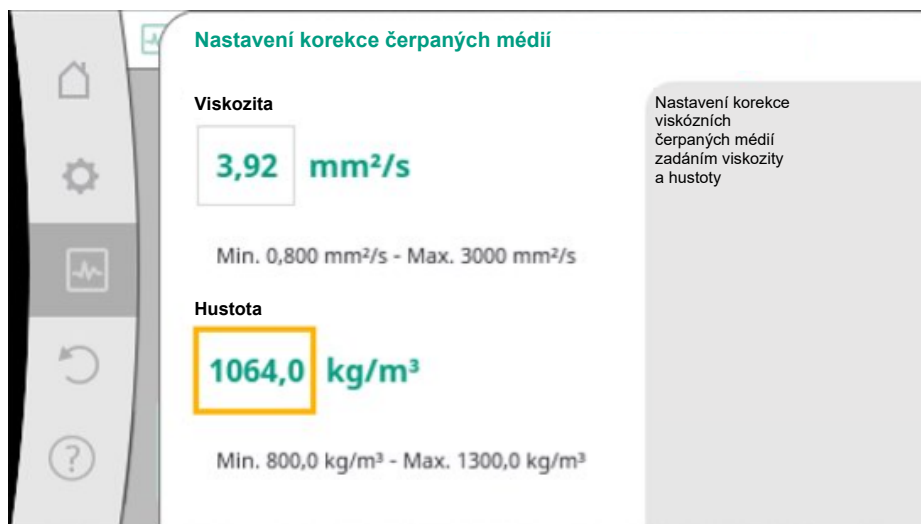 Nastavení korekce čerpaných médií
Viskozita
3,92 mm²/s
Min. 0,800 mm²/s - Max. 3000 mm²/s
Hustota
1064,0 kg/m³
Min. 800,0 kg/m³ - Max. 1300,0 kg/m³
Nastavení korekce
viskózních
čerpaných médií
zadáním viskozity
a hustoty
?